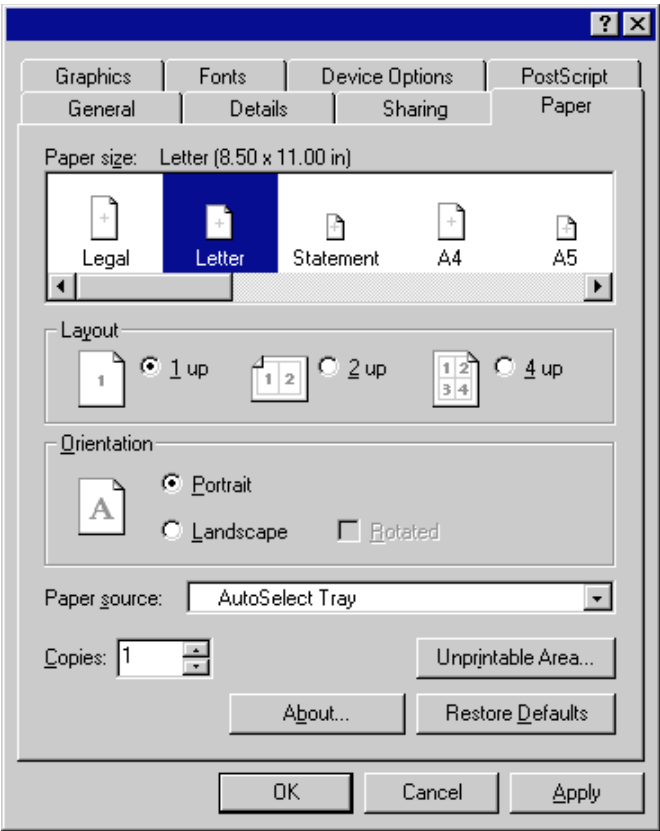 Graphics Fonts Device Options PostScript
General Details Sharing Paper
Paper size: Letter (8.50 x 11.00 in)
Legal Letter Statement A4 A5
Layout
1 1 up 1 2 2 up 1 2 3 4 4 up
Orientation
A Portrait
Landscape Rotated
Paper source: AutoSelect Tray
Copies: 1 Unprintable Area...
About... Restore Defaults
OK Cancel Apply